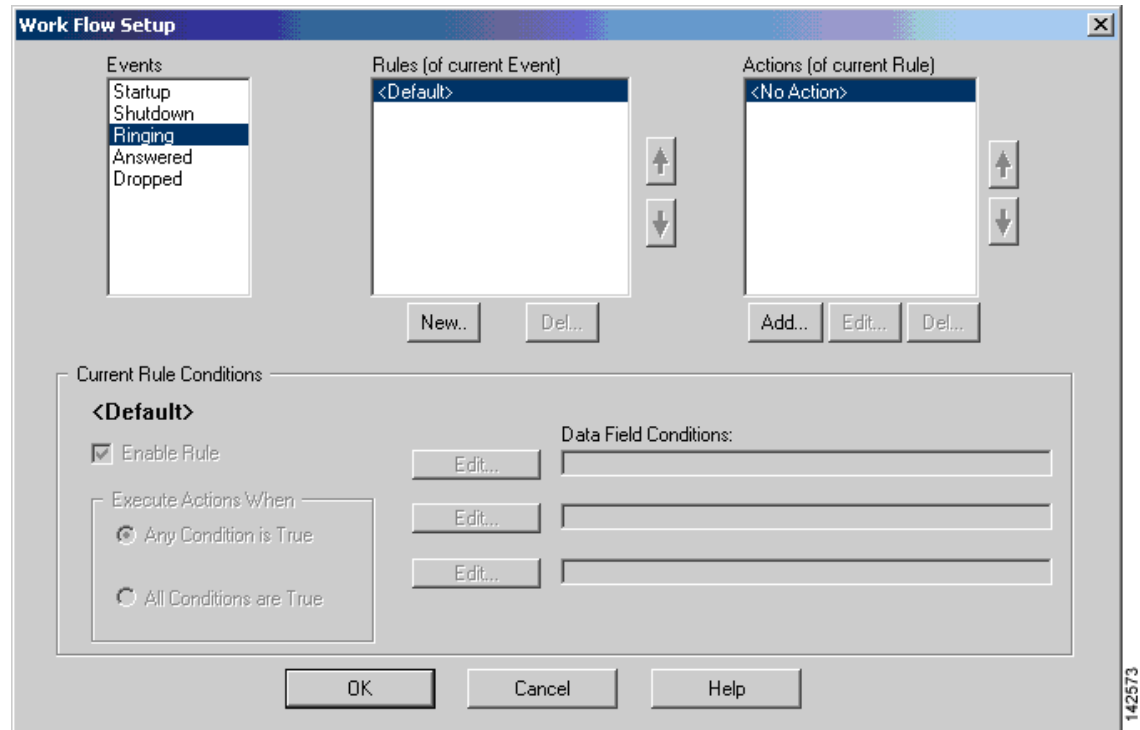 Work Flow Setup
Events
Startup
Shutdown
Ringing
Answered
Dropped
Rules (of current Event)
<Default>
New..
Del...
Actions (of current Rule)
<No Action>
Add...
Edit...
Del...
Current Rule Conditions
<Default>
Enable Rule
Execute Actions When
Any Condition is True
All Conditions are True
Data Field Conditions:
Edit...
Edit...
Edit...
OK
Cancel
Help
142573